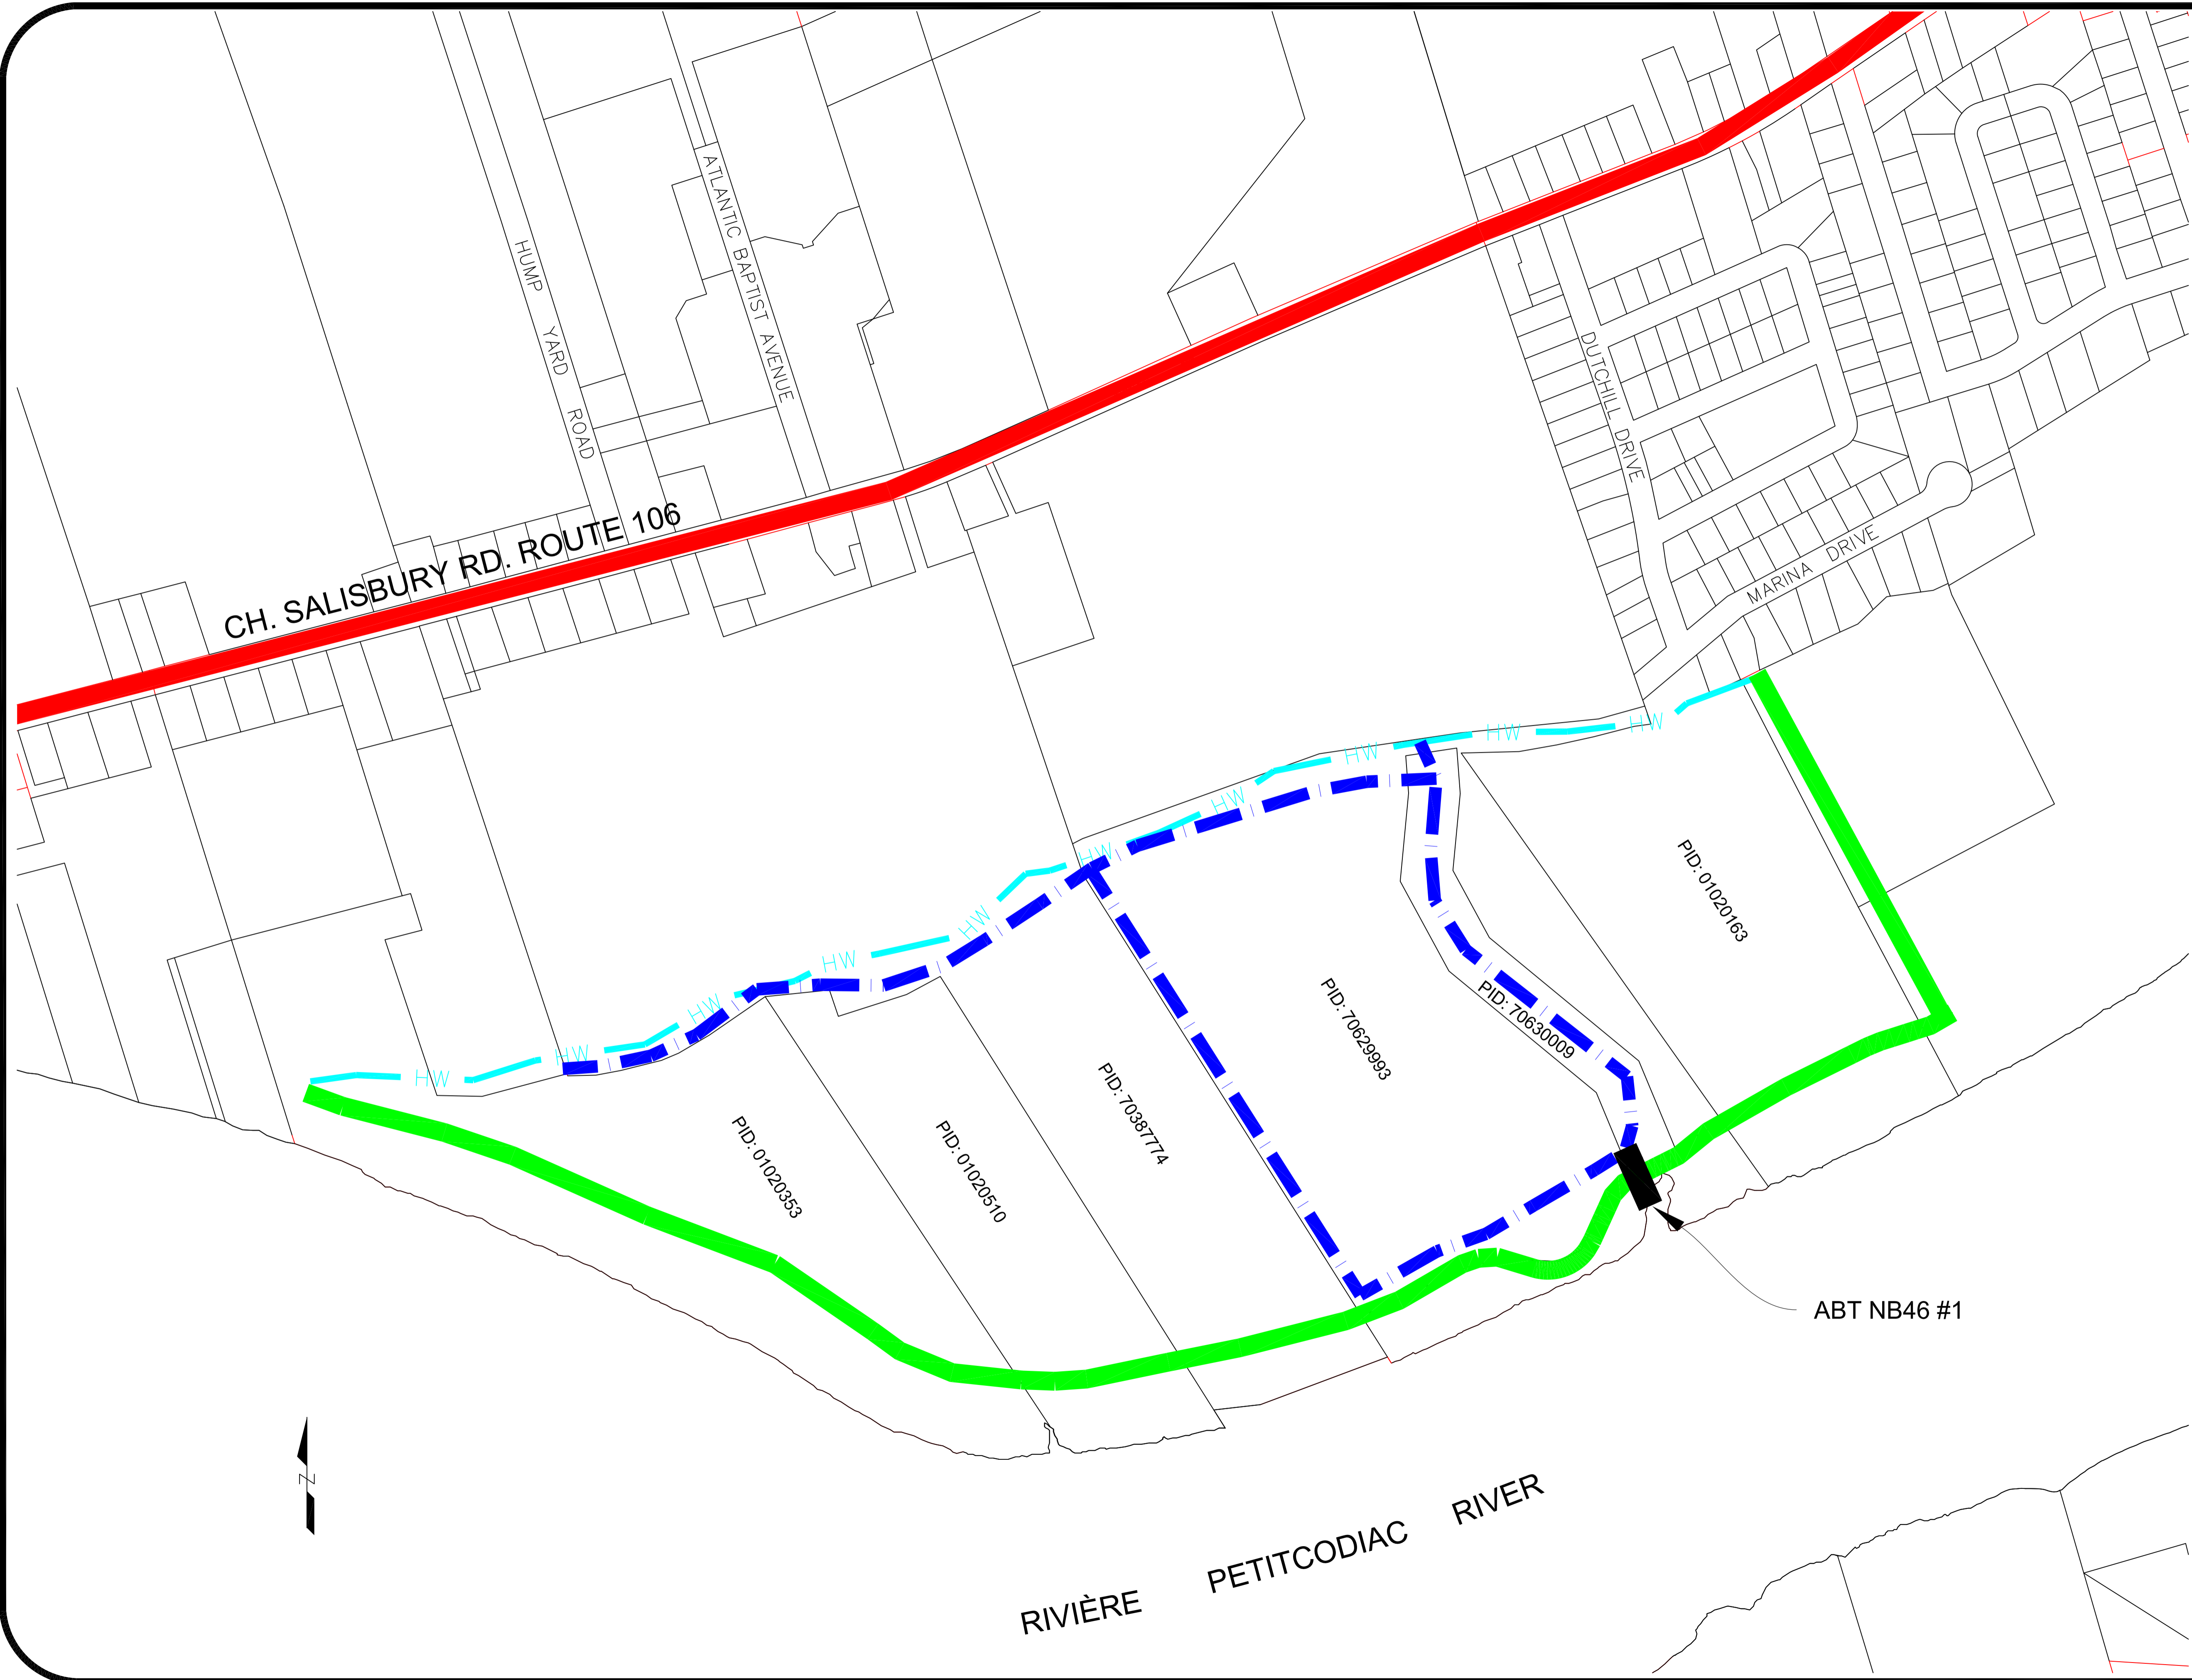 ATLANTIC BAPTIST AVENUE
HUMP YARD ROAD
DUTCHILL DRIVE
CH. SALISBURY RD. ROUTE 106
MARINA DRIVE
HW
HW
HW
HW
HW
HW
HW
HW
HW
HW
PID: 01020163
PID: 70629993
PID: 70630009
PID: 70387774
PID: 01020510
PID: 01020353
ABT NB46 #1
N
RIVIÈRE PETITCODIAC RIVER